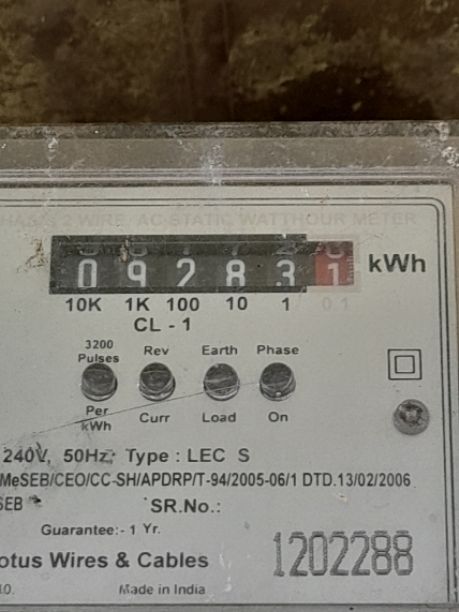 2 WIRE, AC STATIC WATTHOUR METER
0 9 2 8 3 1 kWh
10K 1K 100 10 1 0.1
CL - 1
3200 Pulses Rev Earth Phase
Per kWh Curr Load On
240V, 50Hz, Type : LEC S
MeSEB/CEO/CC-SH/APDRP/T-94/2005-06/1 DTD.13/02/2006
SEB SR.No.:
Guarantee:- 1 Yr.
otus Wires & Cables 1202288
Made in India